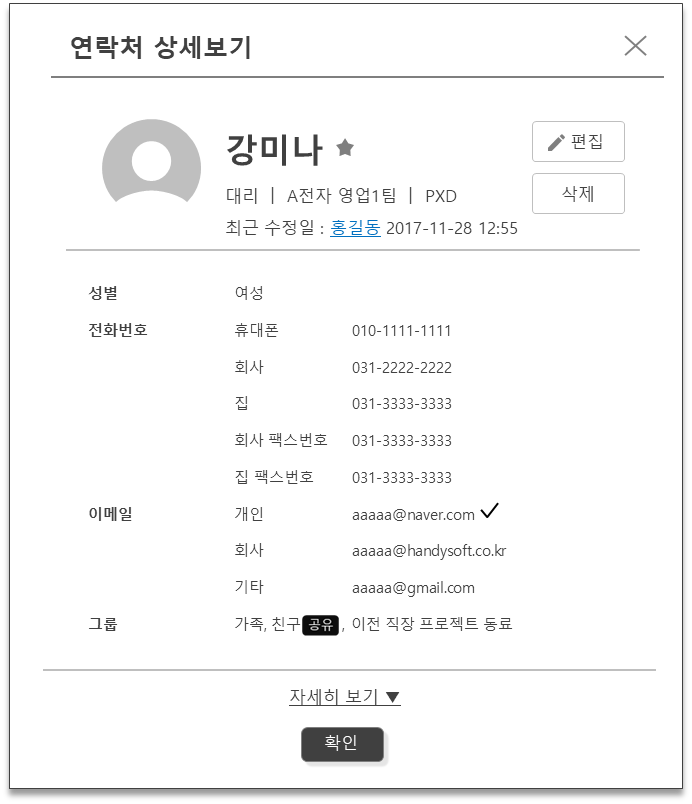 연락처 상세보기
강미나
편집
대리 | A전자 영업1팀 | PXD
삭제
최근 수정일 : 홍길동 2017-11-28 12:55
성별 여성
전화번호 휴대폰 010-1111-1111
회사 031-2222-2222
집 031-3333-3333
회사 팩스번호 031-3333-3333
집 팩스번호 031-3333-3333
이메일 개인 aaaaa@naver.com
회사 aaaaa@handysoft.co.kr
기타 aaaaa@gmail.com
그룹 가족, 친구 공유 , 이전 직장 프로젝트 동료
자세히 보기 ▼
확인